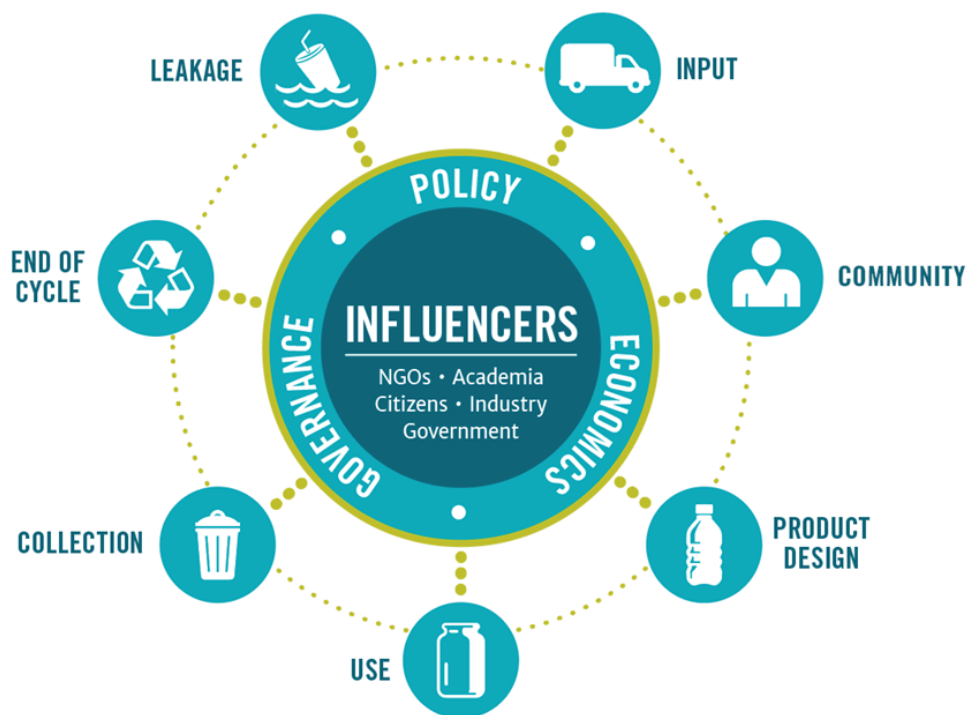 LEAKAGE
INPUT
POLICY
END OF
CYCLE
COMMUNITY
INFLUENCERS
NGOs • Academia
Citizens • Industry
Government
GOVERNANCE
ECONOMICS
COLLECTION
PRODUCT
DESIGN
USE